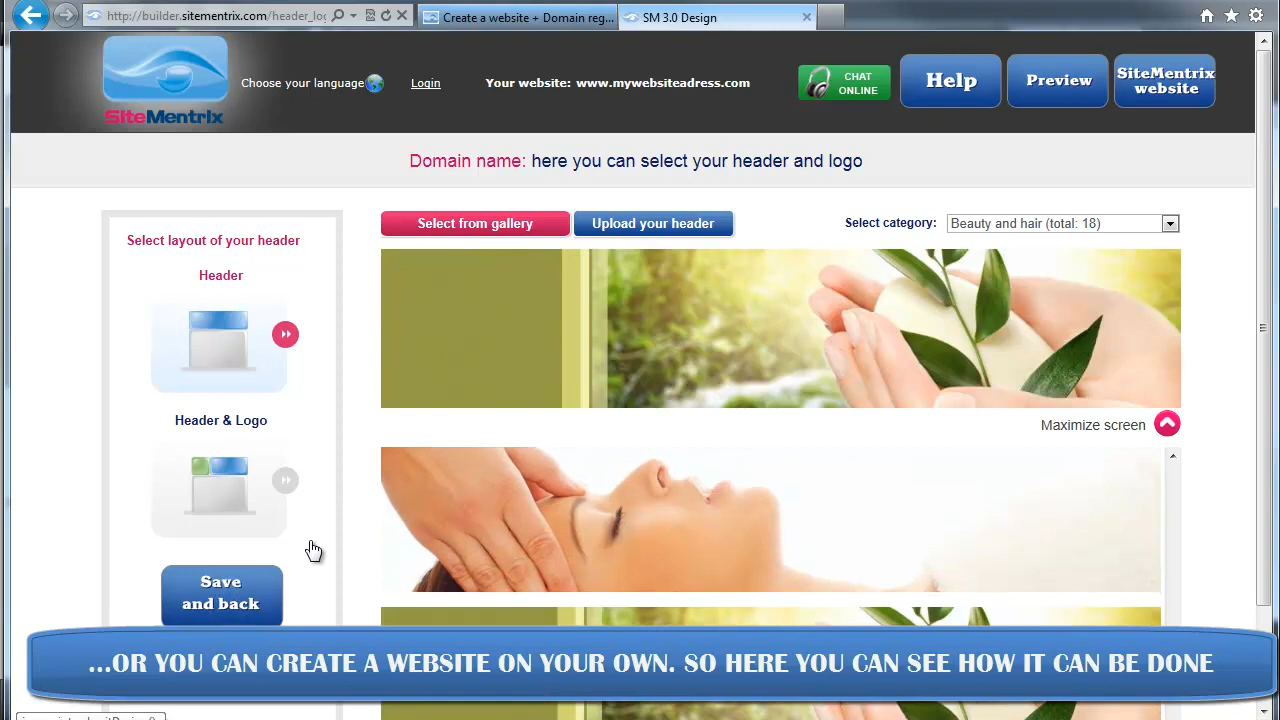 http://builder.sitementrix.com/header_log
Create a website + Domain reg...
SM 3.0 Design
SiteMentrix
Choose your language
Login
Your website: www.mywebsiteadress.com
CHAT ONLINE
Help
Preview
SiteMentrix
website
Domain name: here you can select your header and logo
Select layout of your header
Header
Header & Logo
Save
and back
Select from gallery
Upload your header
Select category:
Beauty and hair (total: 18)
Maximize screen
...OR YOU CAN CREATE A WEBSITE ON YOUR OWN. SO HERE YOU CAN SEE HOW IT CAN BE DONE